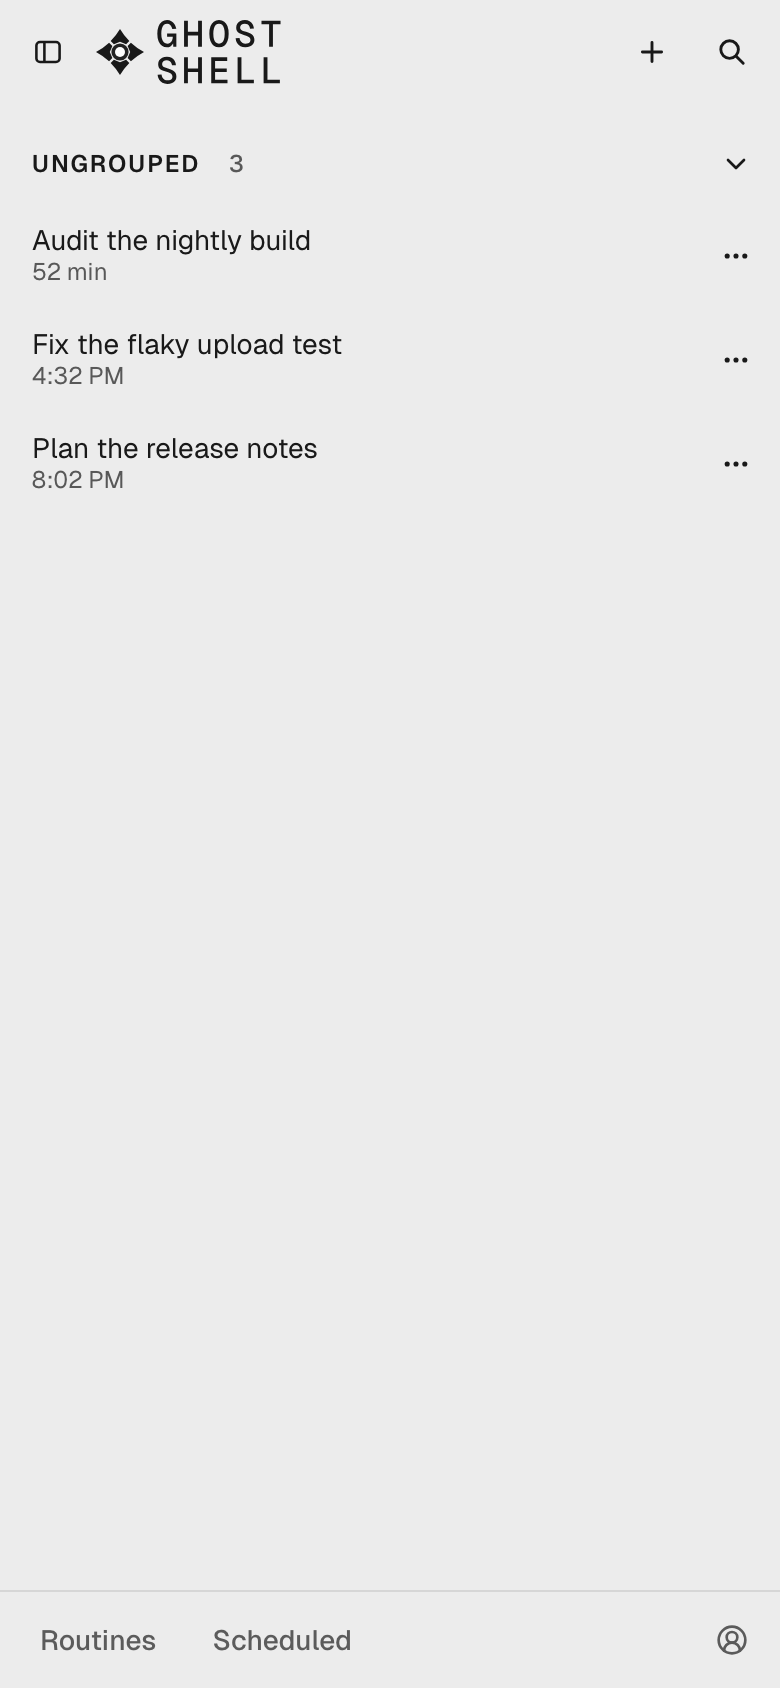 GHOST
SHELL
UNGROUPED 3
Audit the nightly build
52 min
Fix the flaky upload test
4:32 PM
Plan the release notes
8:02 PM
Routines Scheduled